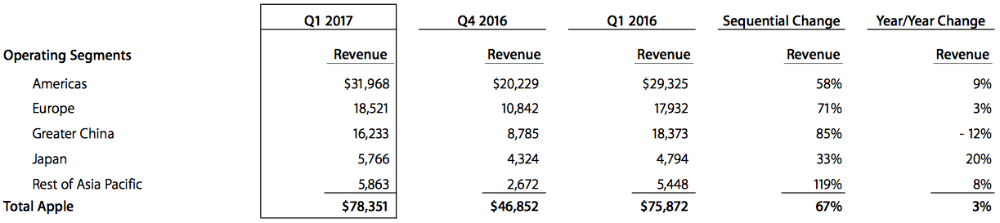 Q1 2017 Q4 2016 Q1 2016 Sequential Change Year/Year Change
Operating Segments Revenue Revenue Revenue Revenue Revenue
Americas $31,968 $20,229 $29,325 58% 9%
Europe 18,521 10,842 17,932 71% 3%
Greater China 16,233 8,785 18,373 85% - 12%
Japan 5,766 4,324 4,794 33% 20%
Rest of Asia Pacific 5,863 2,672 5,448 119% 8%
Total Apple $78,351 $46,852 $75,872 67% 3%